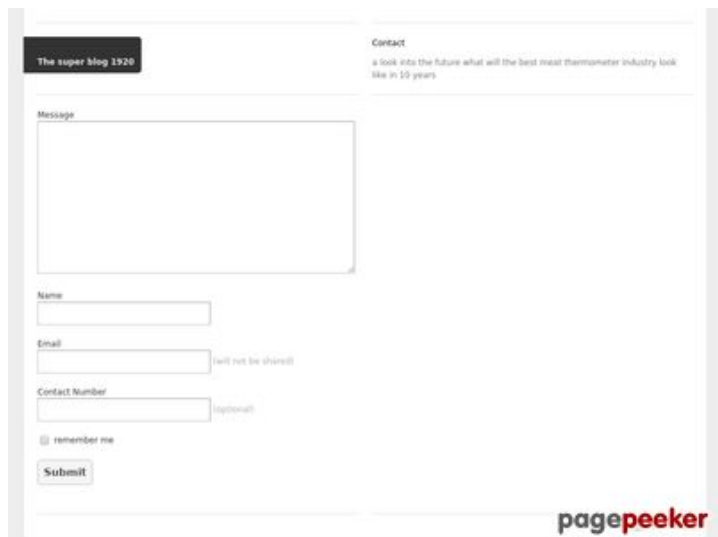 The super blog 1920
Contact
a look into the future what will the best meat thermometer industry look
like in 10 years
Message
Name
Email
(will not be shared)
Contact Number
(optional)
remember me
Submit
pagepeeker